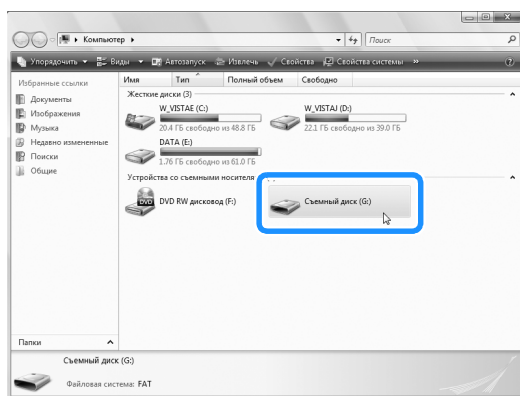 Компьютер
Поиск
Упорядочить Виды Автозапуск Извлечь Свойства Свойства системы »
Избранные ссылки
Документы
Изображения
Музыка
Недавно измененные
Поиски
Общие
Папки
Имя Тип Полный объем Свободно
Жесткие диски (3)
W_VISTAE (C:)
20.4 ГБ свободно из 48.8 ГБ
W_VISTAJ (D:)
22.1 ГБ свободно из 39.0 ГБ
DATA (E:)
1.76 ГБ свободно из 61.0 ГБ
Устройства со съемными носителя
DVD
DVD RW дисковод (F:)
Съемный диск (G:)
Съемный диск (G:)
Файловая система: FAT